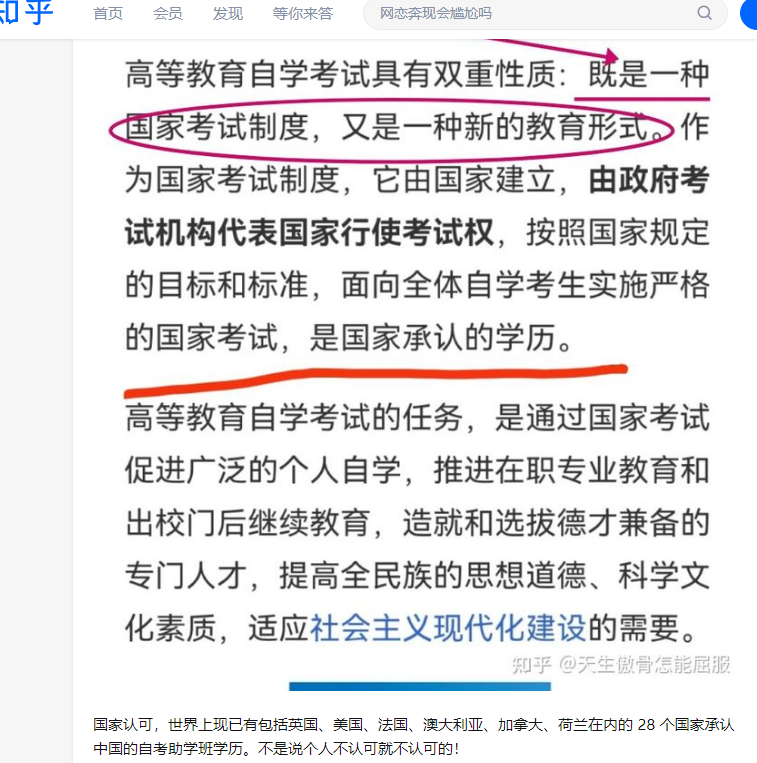 知乎 首页 会员 发现 等你来答 网恋奔现会尴尬吗
高等教育自学考试具有双重性质：既是一种
国家考试制度，又是一种新的教育形式。作
为国家考试制度，它由国家建立，由政府考
试机构代表国家行使考试权，按照国家规定
的目标和标准，面向全体自学考生实施严格
的国家考试，是国家承认的学历。
高等教育自学考试的任务，是通过国家考试
促进广泛的个人自学，推进在职专业教育和
出校门后继续教育，造就和选拔德才兼备的
专门人才，提高全民族的思想道德、科学文
化素质，适应社会主义现代化建设的需要。
知乎 @天生傲骨怎能屈服
国家认可，世界上现已有包括英国、美国、法国、澳大利亚、加拿大、荷兰在内的 28 个国家承认
中国的自考助学班学历。不是说个人不认可就不认可的！